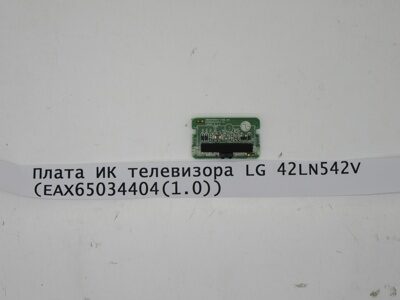 Плата ИК телевизора LG 42LN542V
(EAX65034404(1.0))